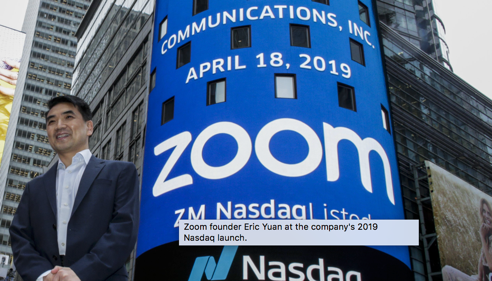 COMMUNICATIONS, INC.
APRIL 18, 2019
zoom
ZM Nasdaq Listed
Zoom founder Eric Yuan at the company's 2019
Nasdaq launch.
Nasdaq